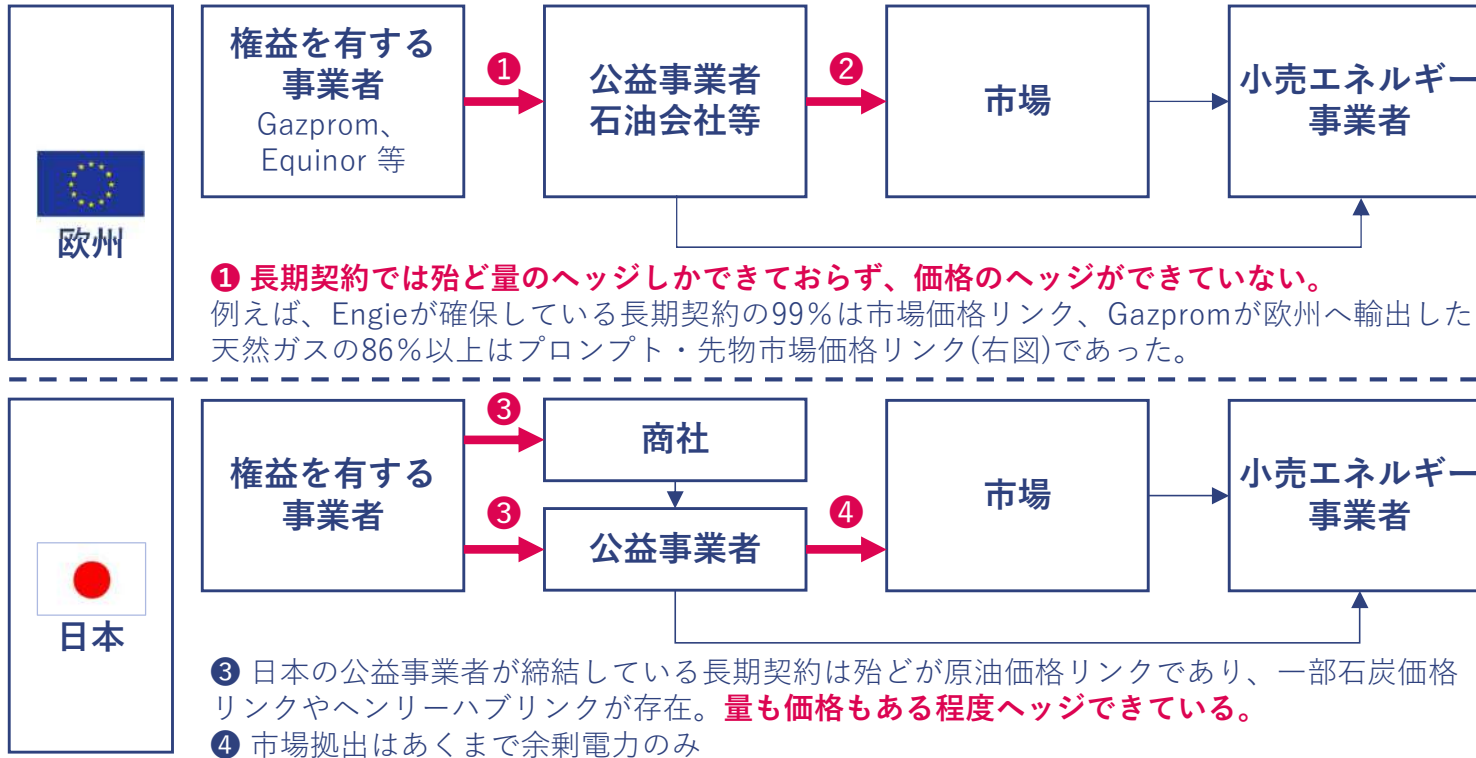 権益を有する
事業者
Gazprom、
Equinor 等
❶
公益事業者
石油会社等
❷
市場
小売エネルギー
事業者
欧州
❶ 長期契約では殆ど量のヘッジしかできておらず、価格のヘッジができていない。
例えば、Engieが確保している長期契約の99%は市場価格リンク、Gazpromが欧州へ輸出した
天然ガスの86%以上はプロンプト・先物市場価格リンク(右図)であった。
権益を有する
事業者
❸
商社
❸
公益事業者
❹
市場
小売エネルギー
事業者
日本
❸ 日本の公益事業者が締結している長期契約は殆どが原油価格リンクであり、一部石炭価格
リンクやヘンリーハブリンクが存在。量も価格もある程度ヘッジできている。
❹ 市場拠出はあくまで余剰電力のみ